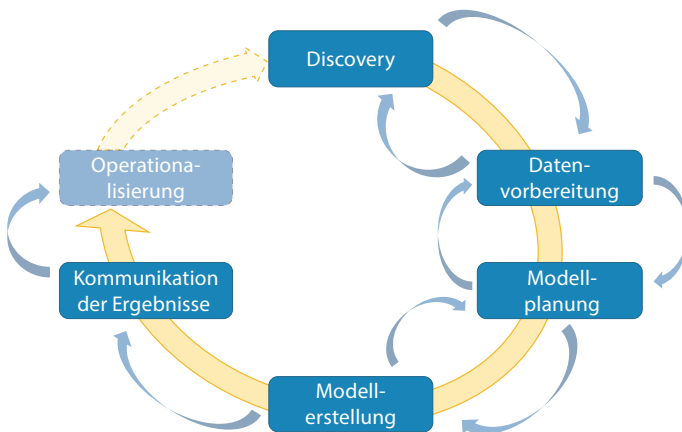 Discovery
Daten-
vorbereitung
Modell-
planung
Modell-
erstellung
Kommunikation
der Ergebnisse
Operationa-
lisierung